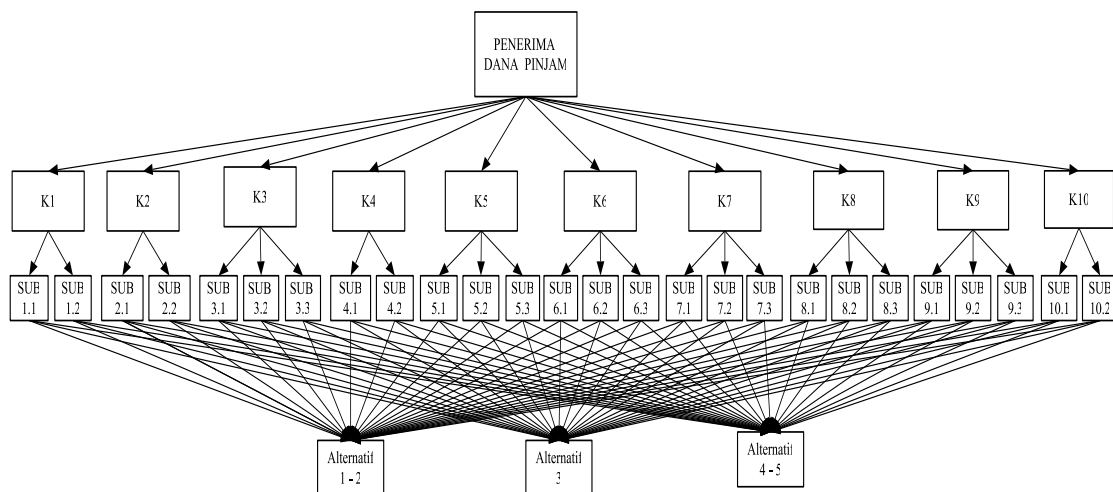 PENERIMA
DANA PINJAM
K1
K2
K3
K4
K5
K6
K7
K8
K9
K10
SUB
1.1
SUB
1.2
SUB
2.1
SUB
2.2
SUB
3.1
SUB
3.2
SUB
3.3
SUB
4.1
SUB
4.2
SUB
5.1
SUB
5.2
SUB
5.3
SUB
6.1
SUB
6.2
SUB
6.3
SUB
7.1
SUB
7.2
SUB
7.3
SUB
8.1
SUB
8.2
SUB
8.3
SUB
9.1
SUB
9.2
SUB
9.3
SUB
10.1
SUB
10.2
Alternatif
1 - 2
Alternatif
3
Alternatif
4 - 5